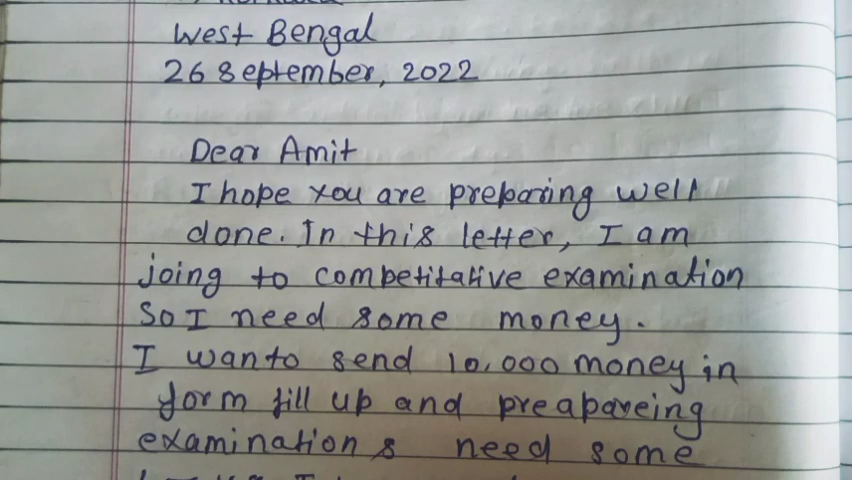 West Bengal
26 September, 2022
Dear Amit
I hope you are preparing well
done. In this letter, I am
joing to competitative examination
So I need some money.
I wanto send 10,000 money in
form fill up and preapareing
examinations need some